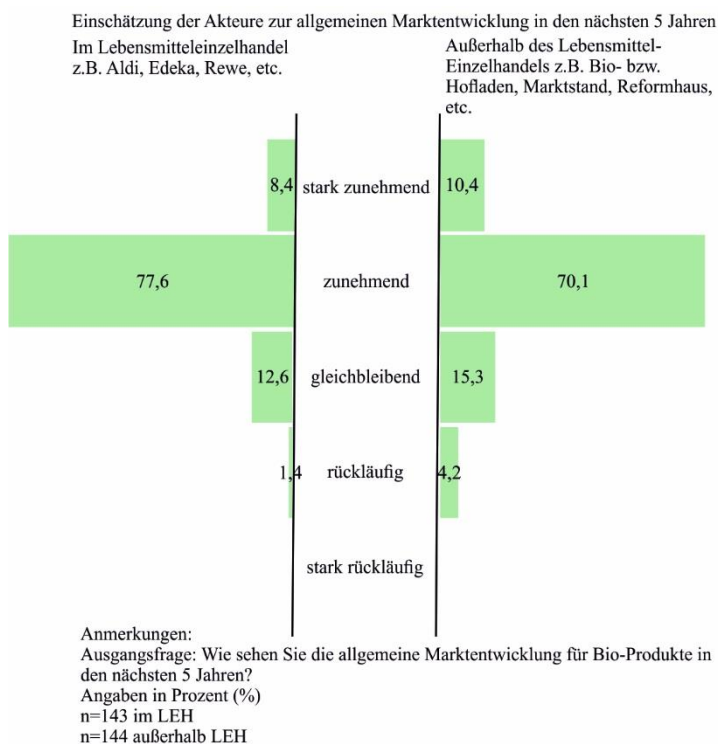 Einschätzung der Akteure zur allgemeinen Marktentwicklung in den nächsten 5 Jahren
Im Lebensmitteleinzelhandel
z.B. Aldi, Edeka, Rewe, etc.
Außerhalb des Lebensmittel-
Einzelhandels z.B. Bio- bzw.
Hofladen, Marktstand, Reformhaus,
etc.
8,4 stark zunehmend 10,4
77,6 zunehmend 70,1
12,6 gleichbleibend 15,3
1,4 rückläufig 4,2
stark rückläufig
Anmerkungen:
Ausgangsfrage: Wie sehen Sie die allgemeine Marktentwicklung für Bio-Produkte in
den nächsten 5 Jahren?
Angaben in Prozent (%)
n=143 im LEH
n=144 außerhalb LEH